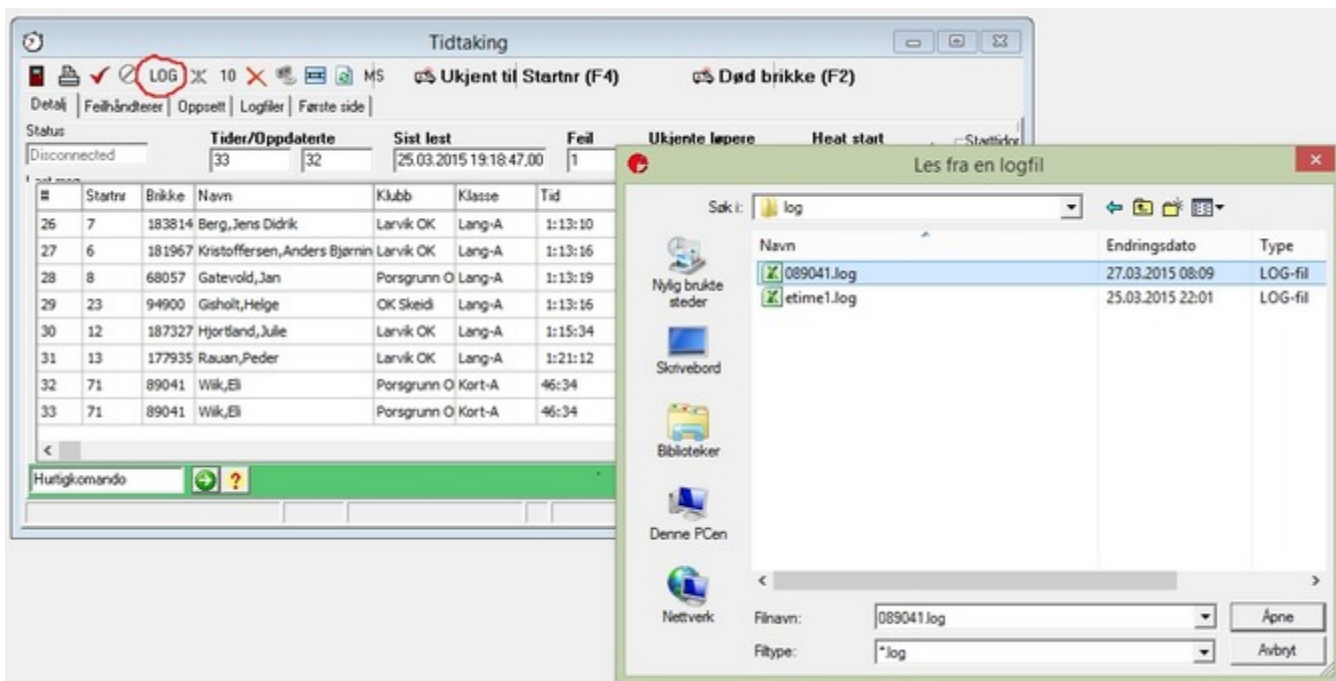 Tidtaking
LOG 10 MS Ukjent til Startnr (F4) Død brikke (F2)
Detalj Feilhåndterer Oppsett Logfiler Første side
Status Tider/Oppdaterte Sist lest Feil Ukjente løpere Heat start Starttider
Disconnected 33 32 25.03.2015 19:18:47.00 1
# Startnr Brikke Navn Klubb Klasse Tid
26 7 183814 Berg,Jens Didrik Larvik OK Lang-A 1:13:10
27 6 181967 Kristoffersen,Anders Bjørnin Larvik OK Lang-A 1:13:16
28 8 68057 Gatevold,Jan Porsgrunn O Lang-A 1:13:19
29 23 94900 Gisholt,Helge OK Skeidi Lang-A 1:13:16
30 12 187327 Hjortland,Julie Larvik OK Lang-A 1:15:34
31 13 177935 Rauan,Peder Larvik OK Lang-A 1:21:12
32 71 89041 Wiik,Eli Porsgrunn O Kort-A 46:34
33 71 89041 Wiik,Eli Porsgrunn O Kort-A 46:34
Hurtigkomando ?
Les fra en logfil
Søk i: log
Navn Endringsdato Type
089041.log 27.03.2015 08:09 LOG-fil
etime1.log 25.03.2015 22:01 LOG-fil
Nylig brukte
steder
Skrivebord
Biblioteker
Denne PCen
Nettverk
Filnavn: 089041.log Åpne
Filtype: *.log Avbryt